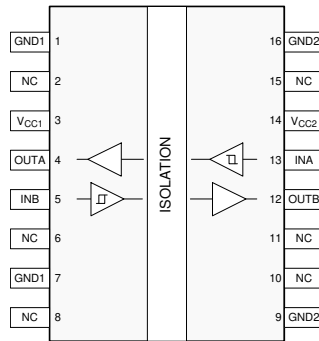 GND1 1 16 GND2
NC 2 15 NC
VCC1 3 14 VCC2
OUTA 4 13 INA
INB 5 12 OUTB
NC 6 11 NC
GND1 7 10 NC
NC 8 9 GND2
ISOLATION